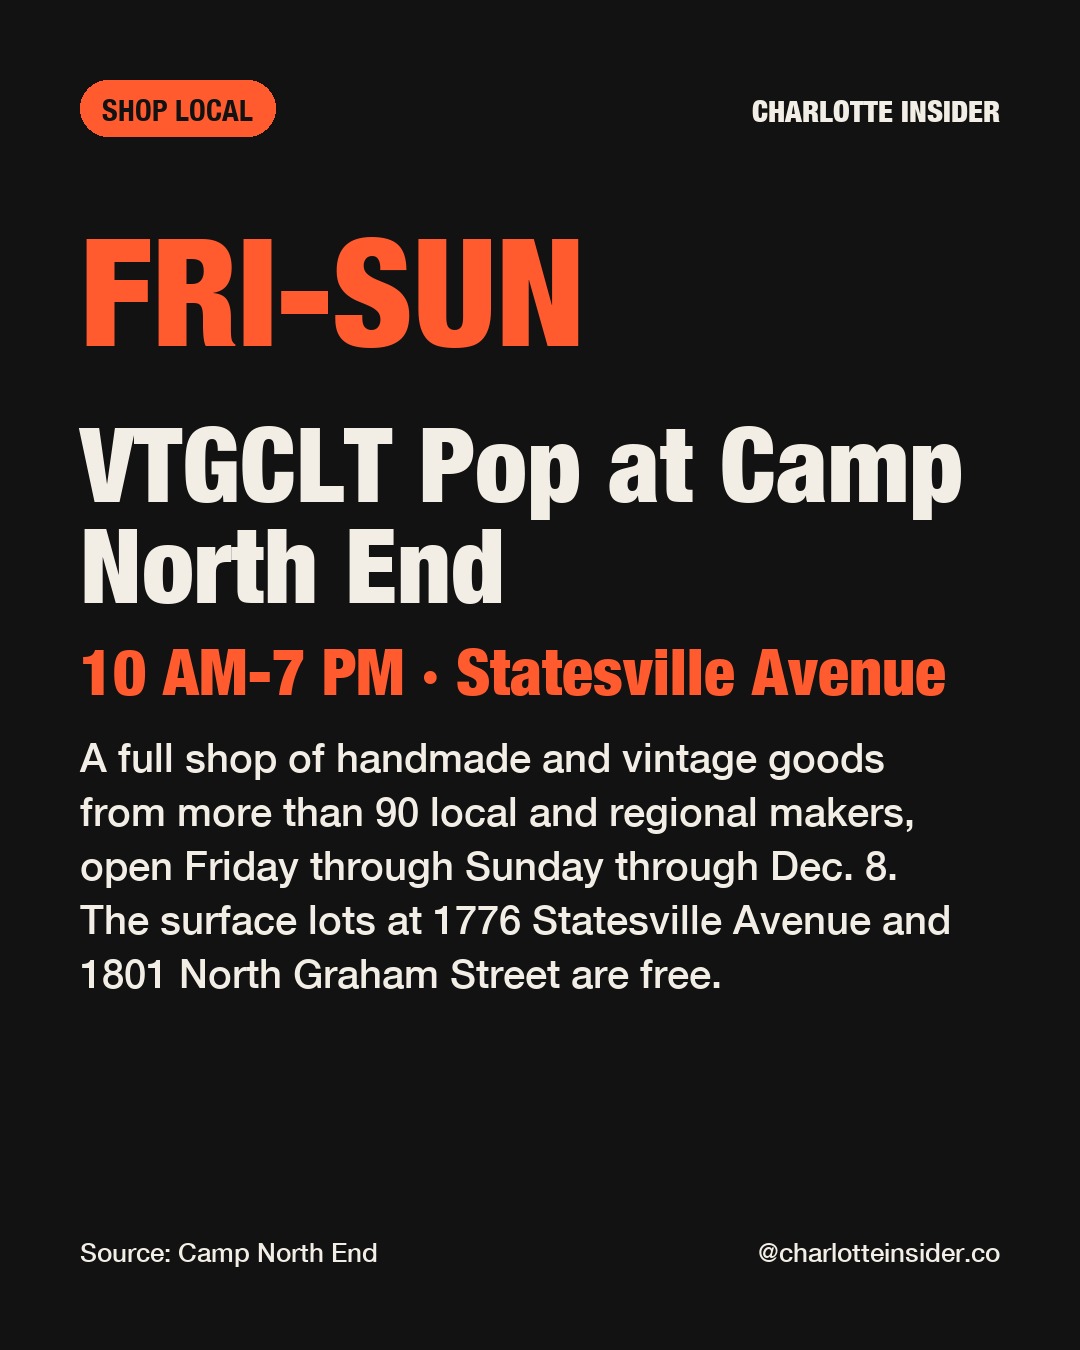 SHOP LOCAL
CHARLOTTE INSIDER
FRI-SUN
VTGCLT Pop at Camp
North End
10 AM-7 PM · Statesville Avenue
A full shop of handmade and vintage goods
from more than 90 local and regional makers,
open Friday through Sunday through Dec. 8.
The surface lots at 1776 Statesville Avenue and
1801 North Graham Street are free.
Source: Camp North End
@charlotteinsider.co